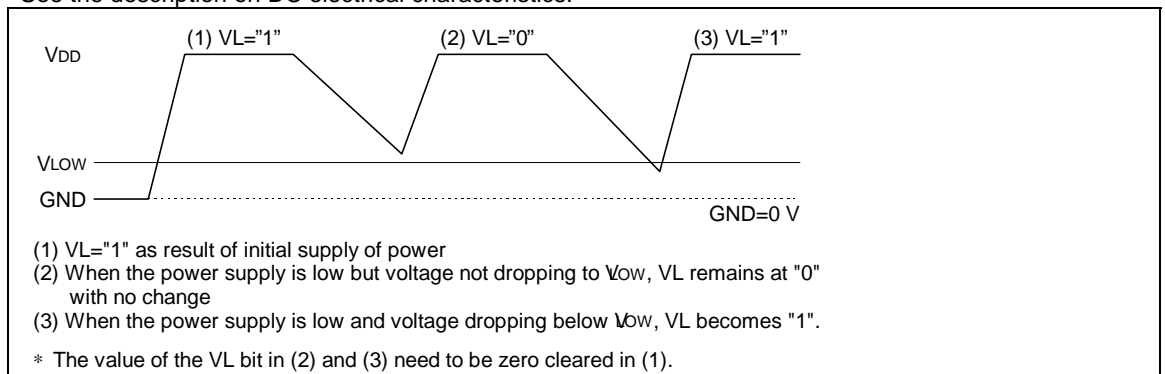 See the description on DC electrical characteristics.
(1) VL="1" (2) VL="0" (3) VL="1"
VDD
VLOW
GND
GND=0 V
(1) VL="1" as result of initial supply of power
(2) When the power supply is low but voltage not dropping to VLOW, VL remains at "0"
with no change
(3) When the power supply is low and voltage dropping below VLOW, VL becomes "1".
* The value of the VL bit in (2) and (3) need to be zero cleared in (1).